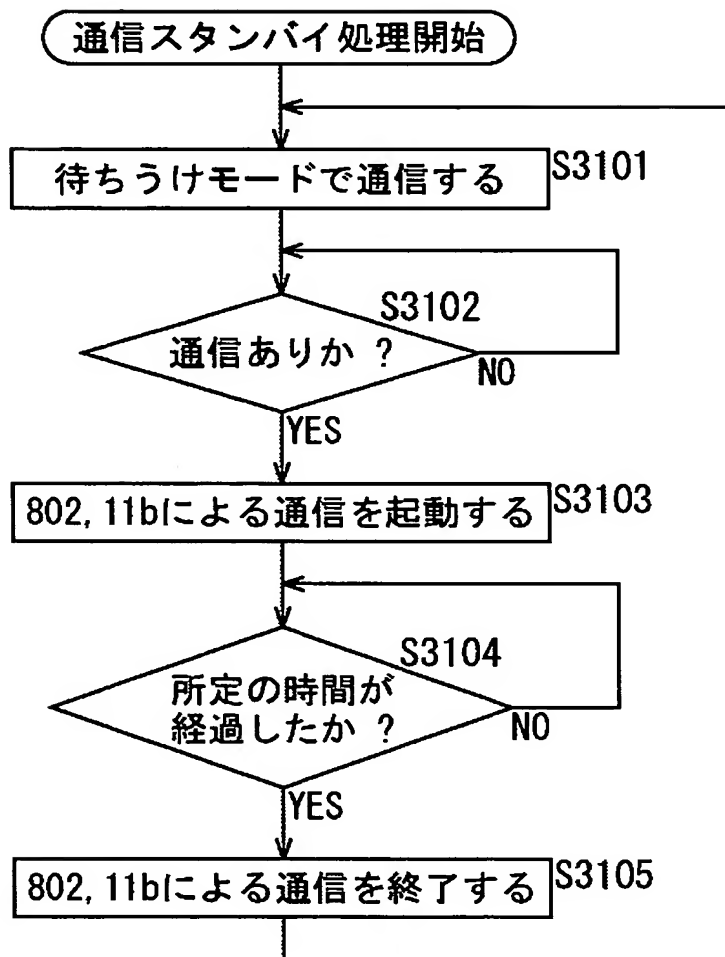 通信スタンバイ処理開始
待ちうけモードで通信する
S3101
S3102
通信ありか ?
NO
YES
802, 11bによる通信を起動する
S3103
S3104
所定の時間が
経過したか ?
NO
YES
802, 11bによる通信を終了する
S3105